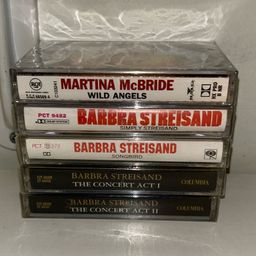 RCA
MARTINA McBRIDE
WILD ANGELS
PCT 9482
BARBRA STREISAND
SIMPLY STREISAND
PCT
BARBRA STREISAND
SONGBIRD
BARBRA STREISAND
THE CONCERT ACT I
COLUMBIA
BARBRA STREISAND
THE CONCERT ACT II
COLUMBIA